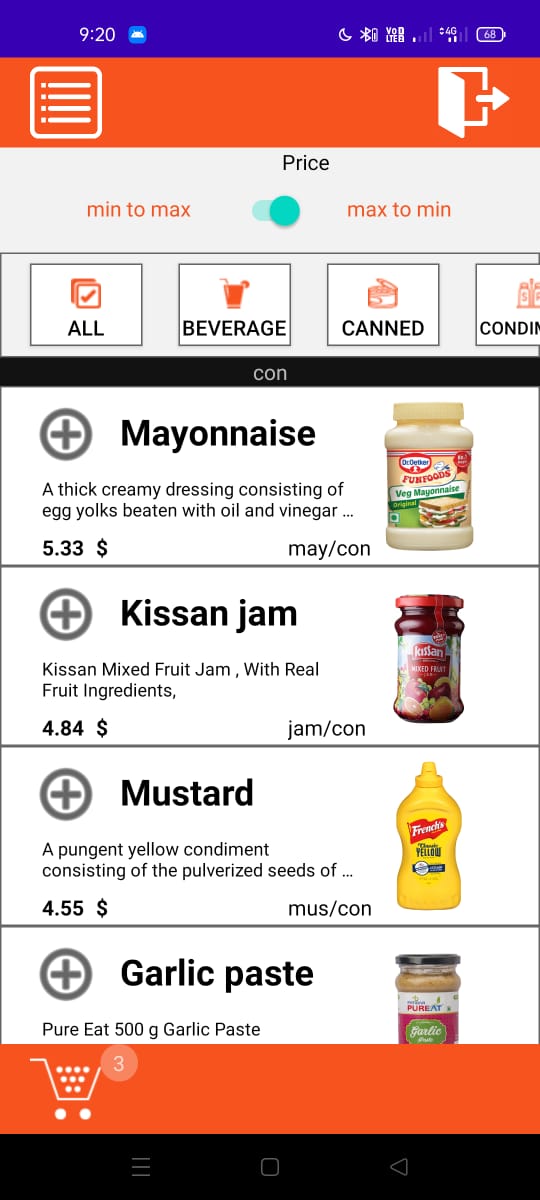 9:20
Vo) LTE2 4G 68
Price
min to max max to min
ALL BEVERAGE CANNED CONDIM
con
Mayonnaise
A thick creamy dressing consisting of
egg yolks beaten with oil and vinegar ...
5.33 $ may/con
Dr.Oetker
FUNFOODS
Veg Mayonnaise
Original
Kissan jam
Kissan Mixed Fruit Jam , With Real
Fruit Ingredients,
4.84 $ jam/con
kissan
MIXED FRUIT
JAM
Mustard
A pungent yellow condiment
consisting of the pulverized seeds of ...
4.55 $ mus/con
French's
Classic
YELLOW
Garlic paste
Pure Eat 500 g Garlic Paste
PUREAT
Garlic
Paste
3